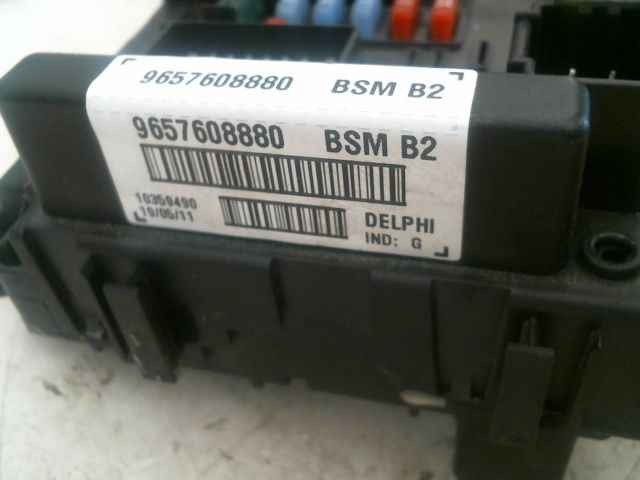 9657608880 BSM B2
9657608880 BSM B2
10359490
19/05/11
DELPHI
IND: G